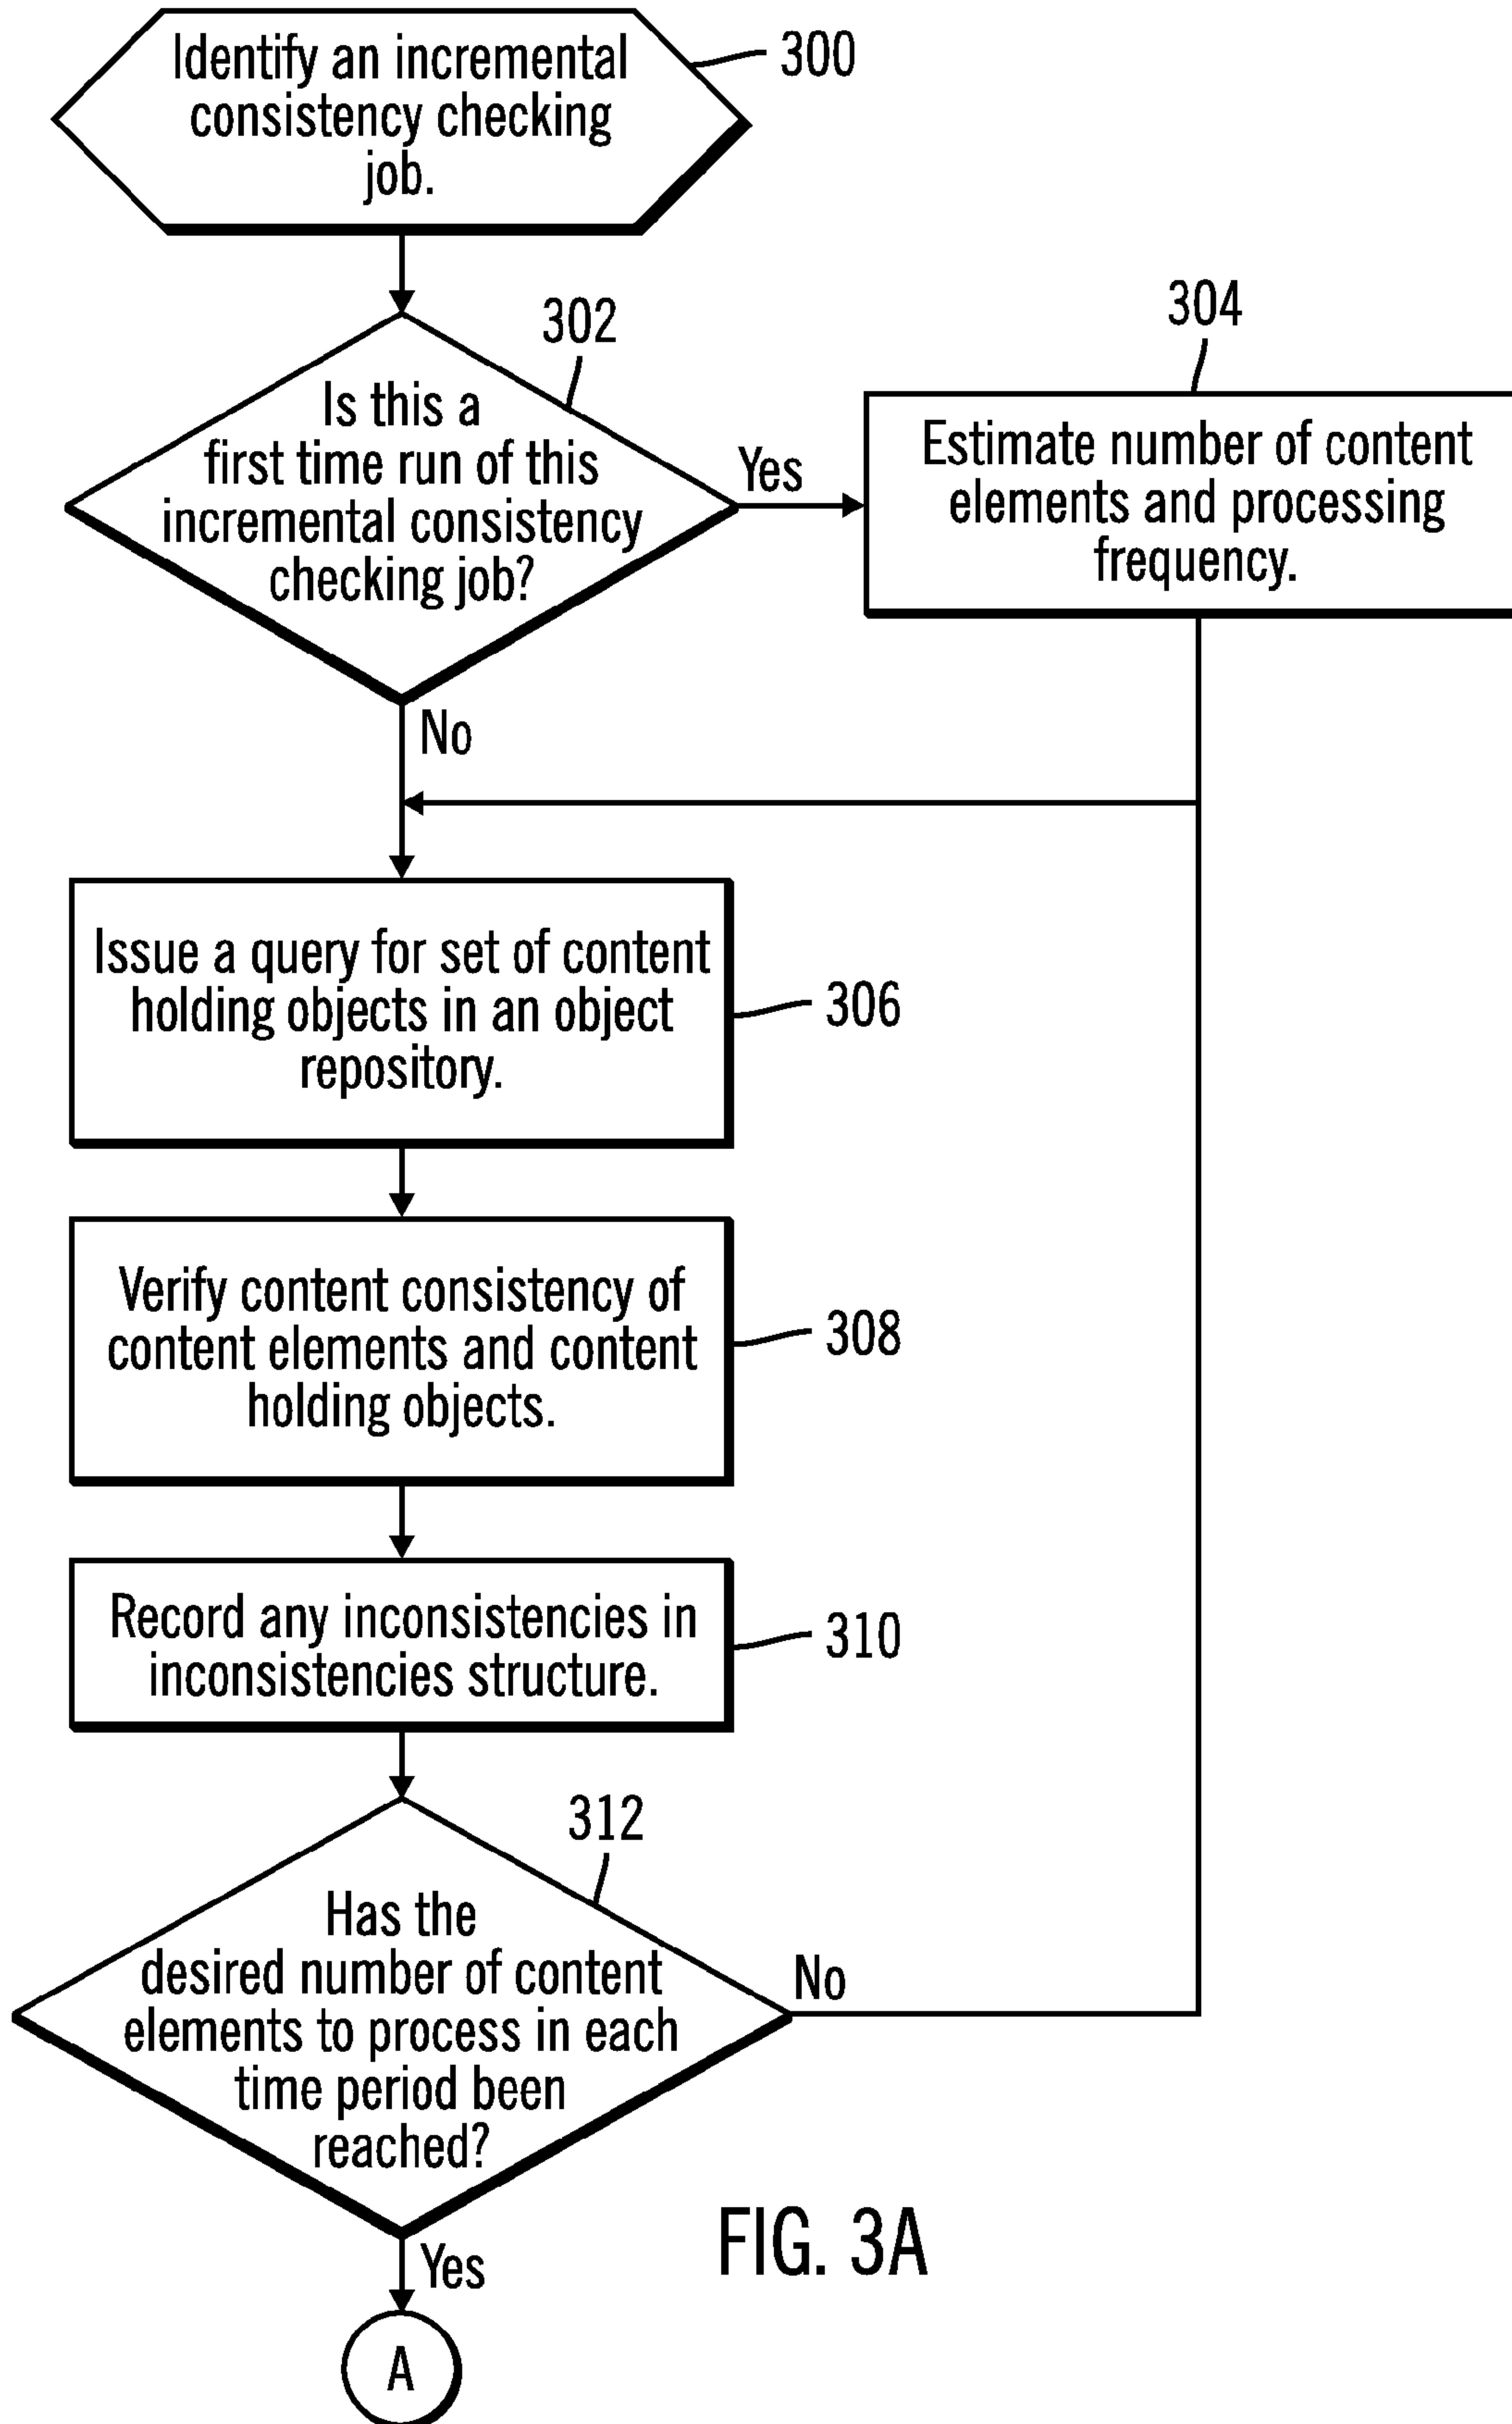 Identify an incremental
consistency checking
job.
300
302
Is this a
first time run of this
incremental consistency
checking job?
Yes
304
Estimate number of content
elements and processing
frequency.
No
Issue a query for set of content
holding objects in an object
repository.
306
Verify content consistency of
content elements and content
holding objects.
308
Record any inconsistencies in
inconsistencies structure.
310
312
Has the
desired number of content
elements to process in each
time period been
reached?
No
Yes
A
FIG. 3A